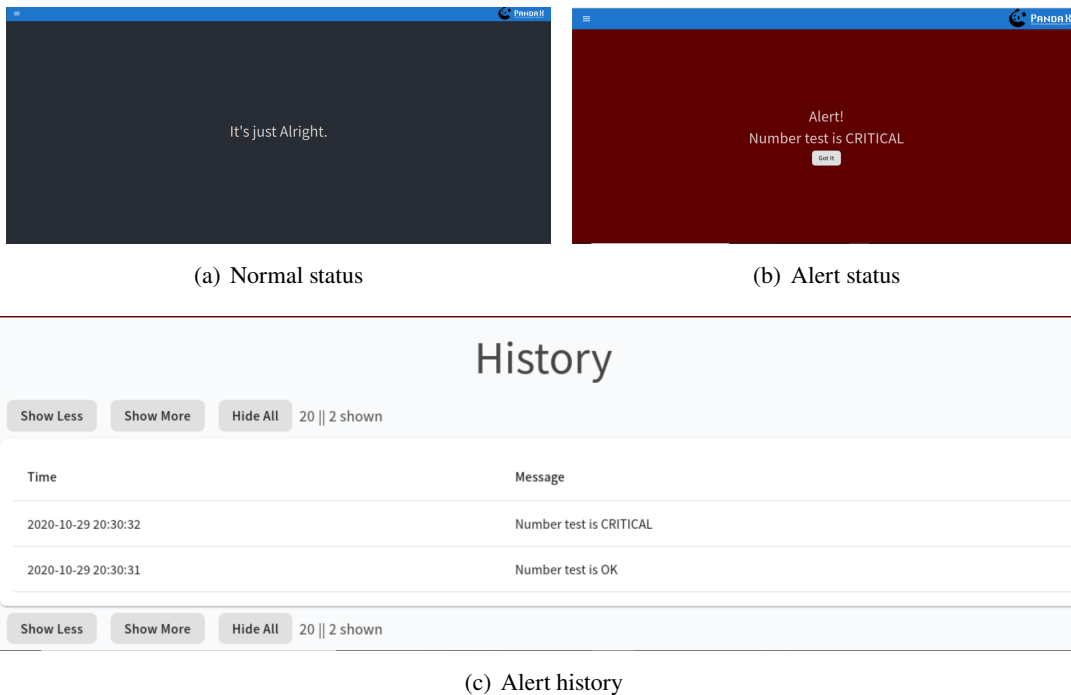 PANDA X
It's just Alright.
(a) Normal status
PANDA X
Alert!
Number test is CRITICAL
Got It
(b) Alert status
History
Show Less Show More Hide All 20 || 2 shown
Time Message
2020-10-29 20:30:32 Number test is CRITICAL
2020-10-29 20:30:31 Number test is OK
Show Less Show More Hide All 20 || 2 shown
(c) Alert history